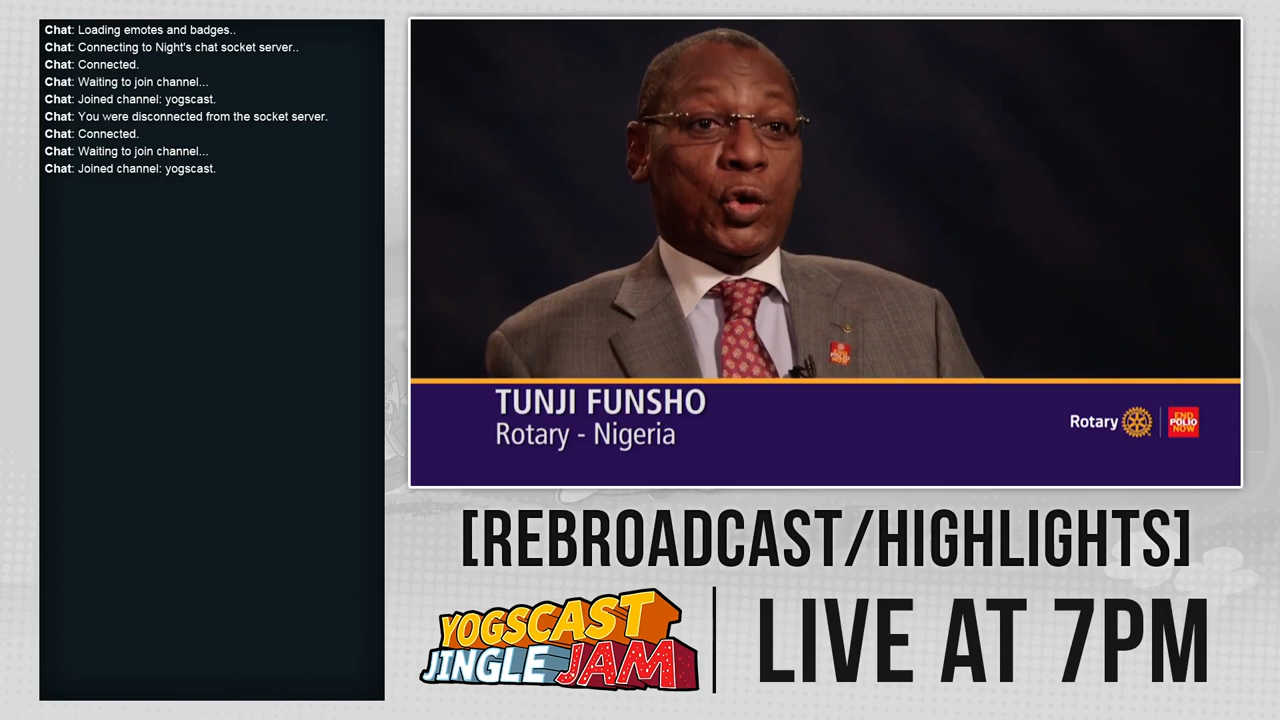 Chat: Loading emotes and badges..
Chat: Connecting to Night's chat socket server..
Chat: Connected.
Chat: Waiting to join channel...
Chat: Joined channel: yogscast.
Chat: You were disconnected from the socket server.
Chat: Connected.
Chat: Waiting to join channel...
Chat: Joined channel: yogscast.
END
POLIO
NOW
TUNJI FUNSHO
Rotary - Nigeria
Rotary
END
POLIO
NOW
[REBROADCAST/HIGHLIGHTS]
YOGSCAST
JINGLE JAM
LIVE AT 7PM